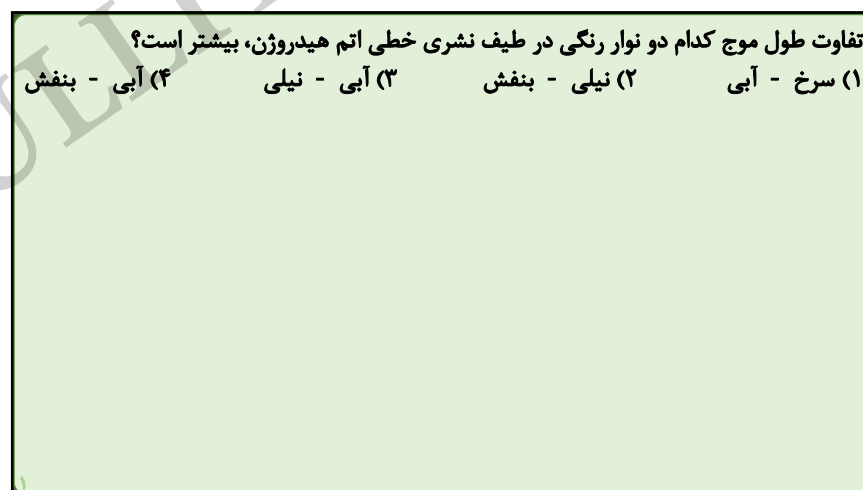 تفاوت طول موج کدام دو نوار رنگی در طیف نشری خطی اتم هیدروژن، بیشتر است؟
۱) سرخ - آبی ۲) نیلی - بنفش ۳) آبی - نیلی ۴) آبی - بنفش